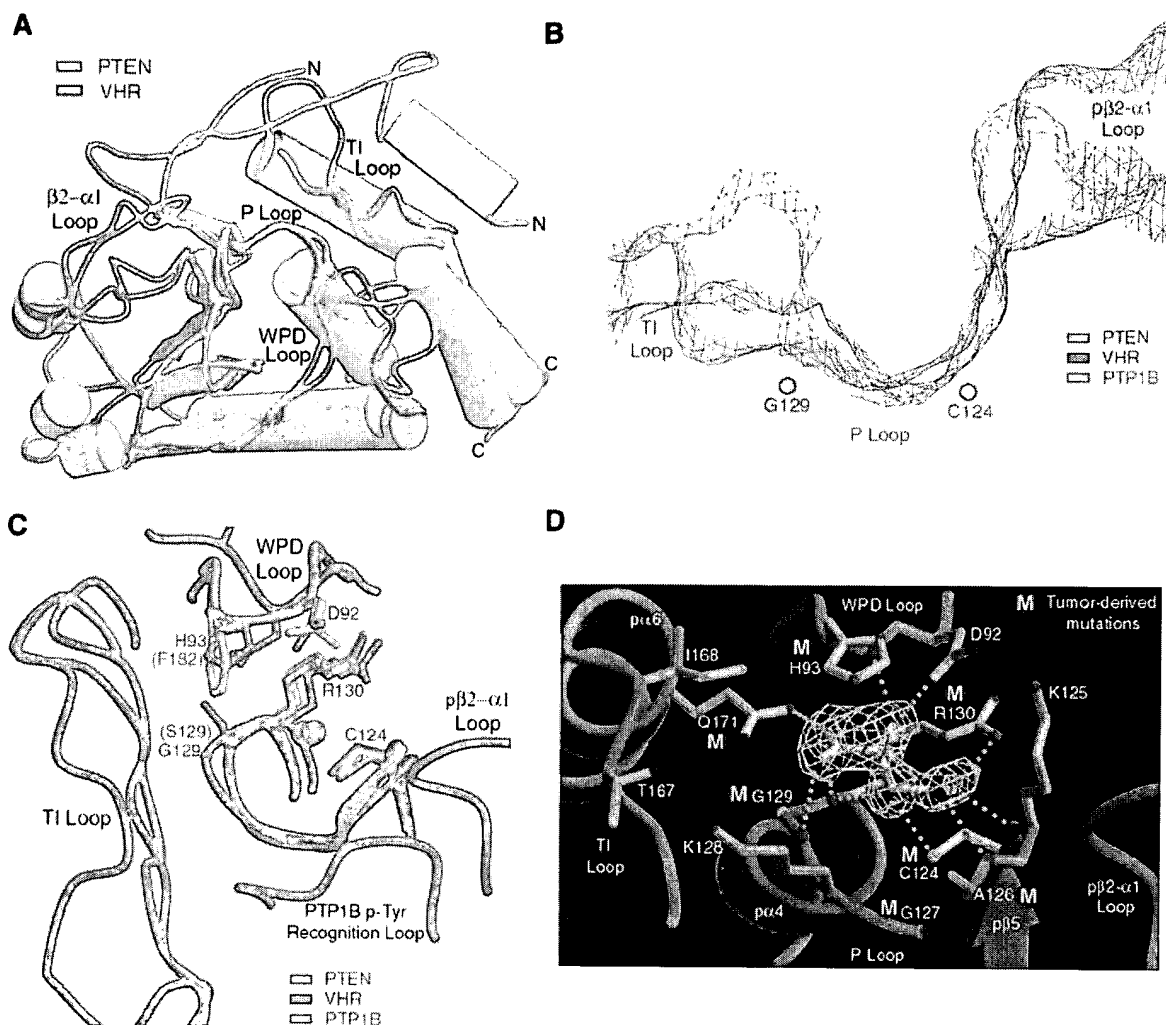 A
PTEN
VHR
N
TI
Loop
β2-α1
Loop
P Loop
N
WPD
Loop
C
C
B
pβ2-α1
Loop
TI
Loop
PTEN
VHR
PTP1B
G129
C124
P Loop
C
WPD
Loop
D92
H93
(F182)
R130
pβ2-α1
Loop
(S129)
G129
C124
TI Loop
PTP1B p-Tyr
Recognition Loop
PTEN
VHR
PTP1B
D
WPD Loop
M Tumor-derived
mutations
pα6
M
H93
D92
I168
K125
M
R130
Q171
M
T167
M G129
TI
Loop
K128
M
C124
A126 M
pβ2-α1
Loop
pα4
M G127
pβ5
P Loop